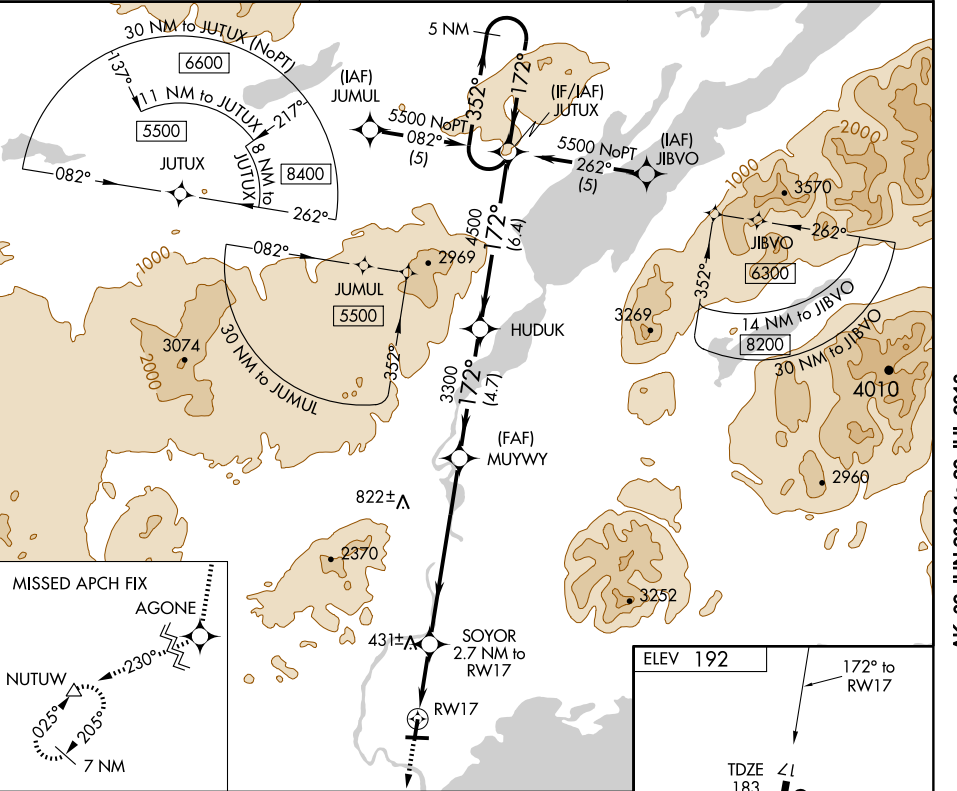 30 NM to JUTUX (NoPT)
6600
137°
11 NM to JUTUX
217°
5500
8 NM to JUTUX
8400
JUTUX
082°
262°
5 NM
352°
172°
(IAF)
JUMUL
5500 NoPT
082°
(5)
(IF/IAF)
JUTUX
5500 NoPT
262°
(5)
(IAF)
JIBVO
2000
1000
3570
JIBVO
262°
6300
352°
14 NM to JIBVO
8200
30 NM to JIBVO
3269
4010
2960
4500
172°
(6.4)
HUDUK
082°
2969
JUMUL
5500
352°
30 NM to JUMUL
1000
3074
2000
3300
172°
(4.7)
(FAF)
MUYWY
822±
2370
3252
431±
SOYOR
2.7 NM to
RW17
RW17
MISSED APCH FIX
AGONE
230°
NUTUW
025°
205°
7 NM
ELEV 192
172° to
RW17
TDZE
183
17